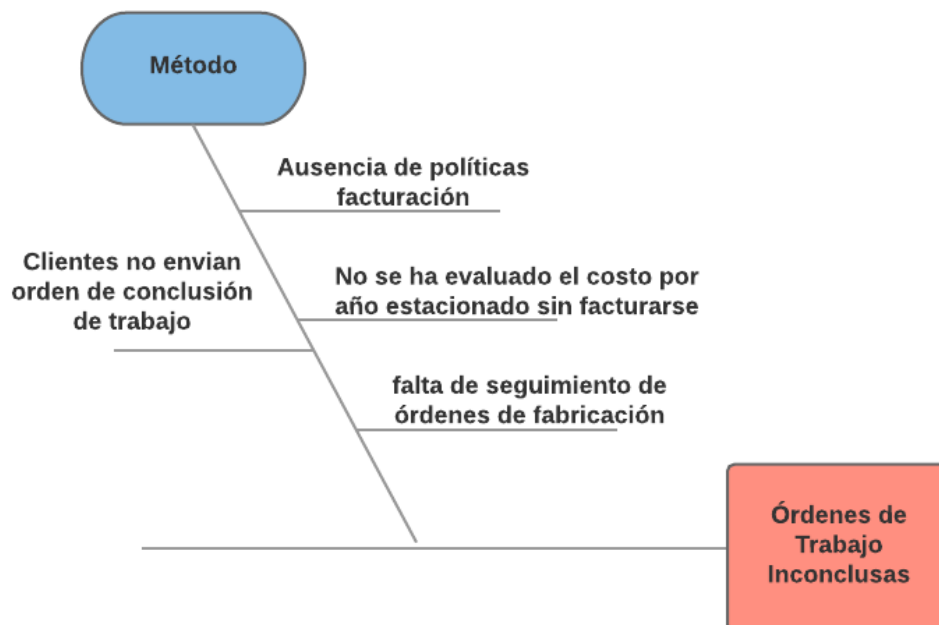 Método
Ausencia de políticas
facturación
Clientes no envian
orden de conclusión
de trabajo
No se ha evaluado el costo por
año estacionado sin facturarse
falta de seguimiento de
órdenes de fabricación
Órdenes de
Trabajo
Inconclusas